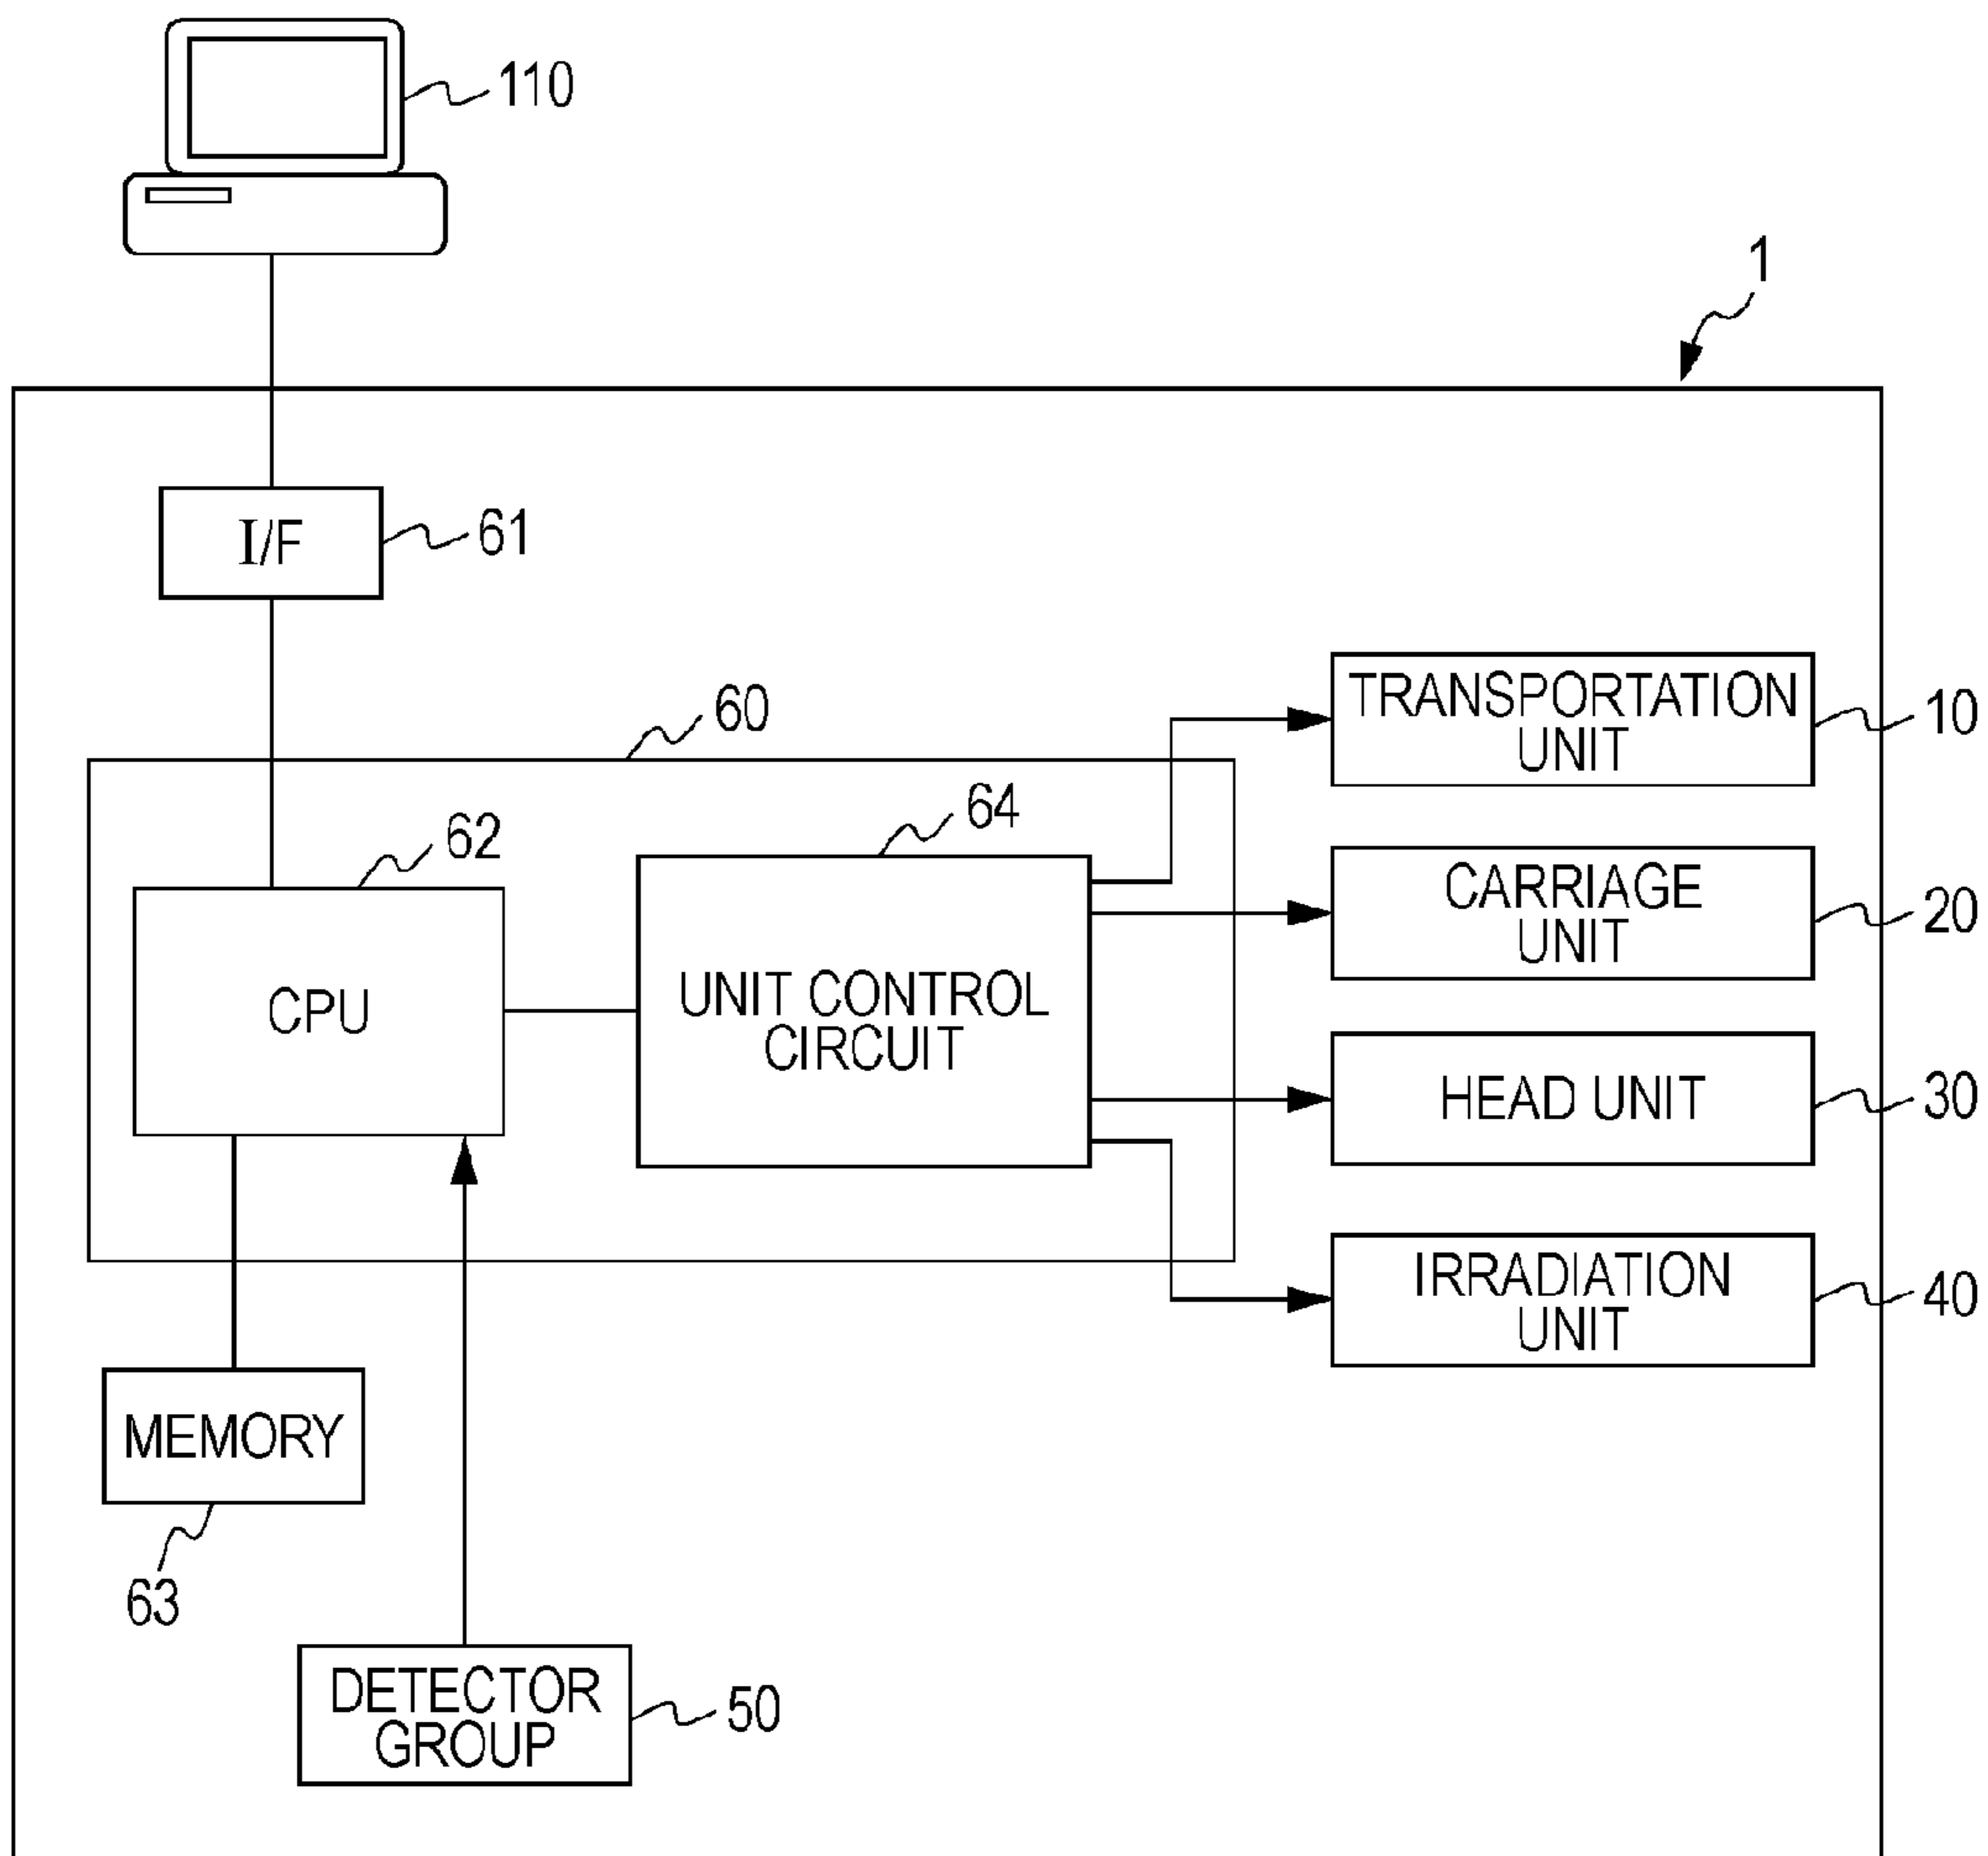 110
1
I/F
61
60
TRANSPORTATION
UNIT
10
62
64
CARRIAGE
UNIT
20
CPU
UNIT CONTROL
CIRCUIT
HEAD UNIT
30
IRRADIATION
UNIT
40
MEMORY
63
DETECTOR
GROUP
50